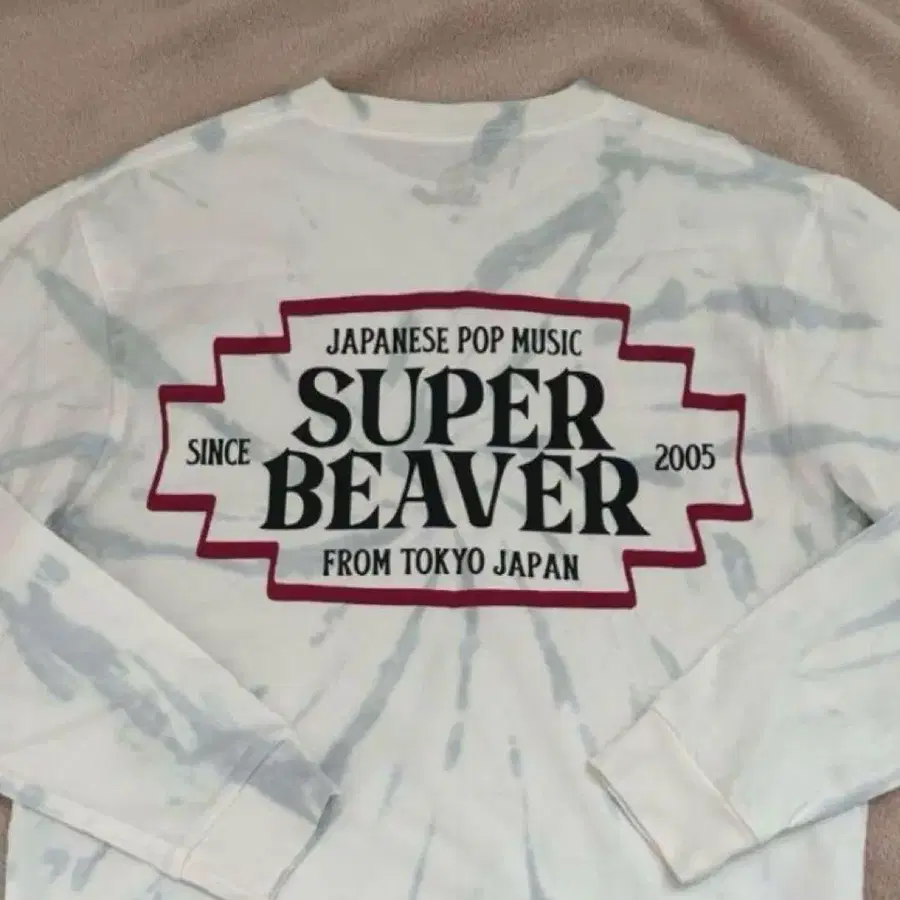 JAPANESE POP MUSIC
SUPER
SINCE
BEAVER
2005
FROM TOKYO JAPAN